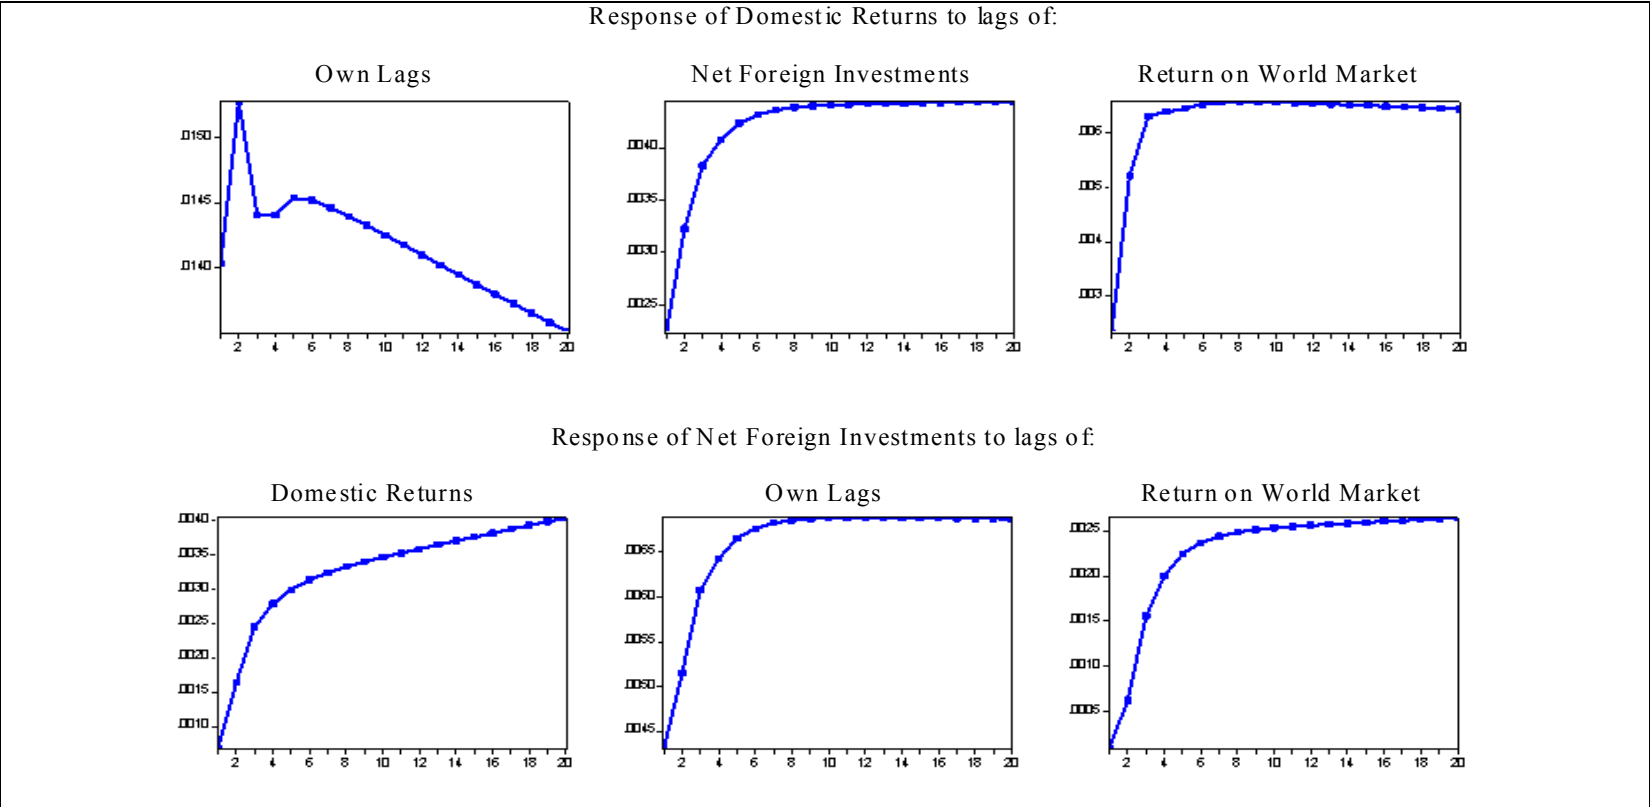 Response of Domestic Returns to lags of:
Own Lags Net Foreign Investments Return on World Market
.0150 .0145 .0140
2 4 6 8 10 12 14 16 18 20
.0040 .0035 .0030 .0025
2 4 6 8 10 12 14 16 18 20
.006 .005 .004 .003
2 4 6 8 10 12 14 16 18 20
Response of Net Foreign Investments to lags of:
Domestic Returns Own Lags Return on World Market
.0040 .0035 .0030 .0025 .0020 .0015 .0010
2 4 6 8 10 12 14 16 18 20
.0065 .0060 .0055 .0050 .0045
2 4 6 8 10 12 14 16 18 20
.0025 .0020 .0015 .0010 .0005
2 4 6 8 10 12 14 16 18 20